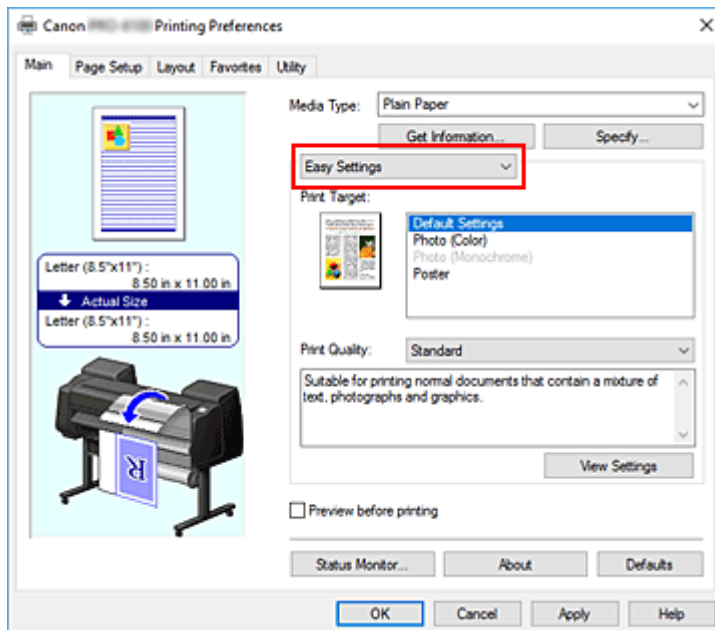 Canon Printing Preferences
Main Page Setup Layout Favorites Utility
Media Type: Plain Paper
Get Information... Specify...
Easy Settings
Print Target:
Default Settings
Photo (Color)
Photo (Monochrome)
Poster
Letter (8.5"x11") :
8.50 in x 11.00 in
Actual Size
Letter (8.5"x11") :
8.50 in x 11.00 in
R
Print Quality: Standard
Suitable for printing normal documents that contain a mixture of
text, photographs and graphics.
View Settings
Preview before printing
Status Monitor... About Defaults
OK Cancel Apply Help